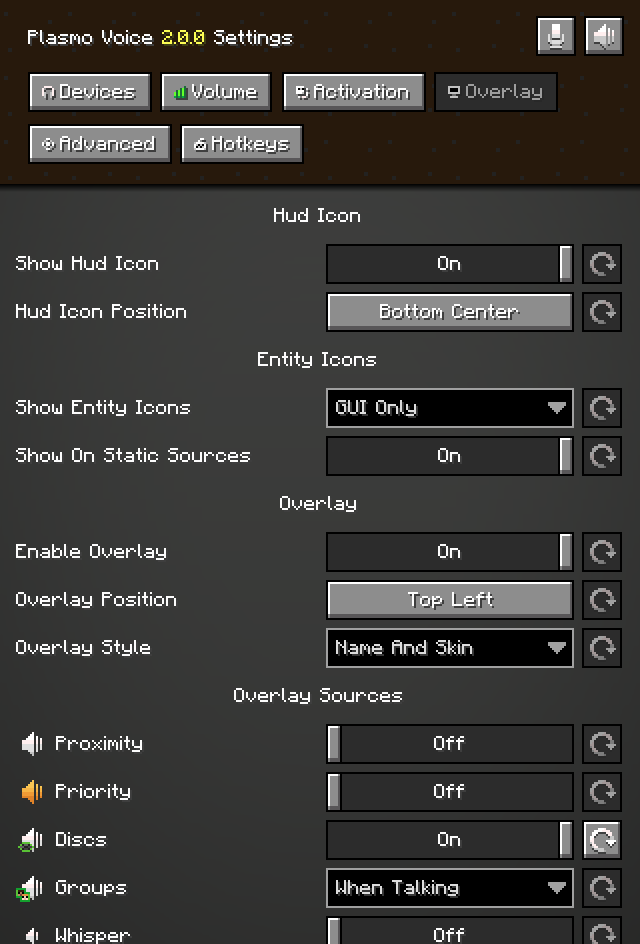 Plasmo Voice 2.0.0 Settings
Devices Volume Activation Overlay
Advanced Hotkeys
Hud Icon
Show Hud Icon On
Hud Icon Position Bottom Center
Entity Icons
Show Entity Icons GUI Only
Show On Static Sources On
Overlay
Enable Overlay On
Overlay Position Top Left
Overlay Style Name And Skin
Overlay Sources
Proximity Off
Priority Off
Discs On
Groups When Talking
Whisper Off